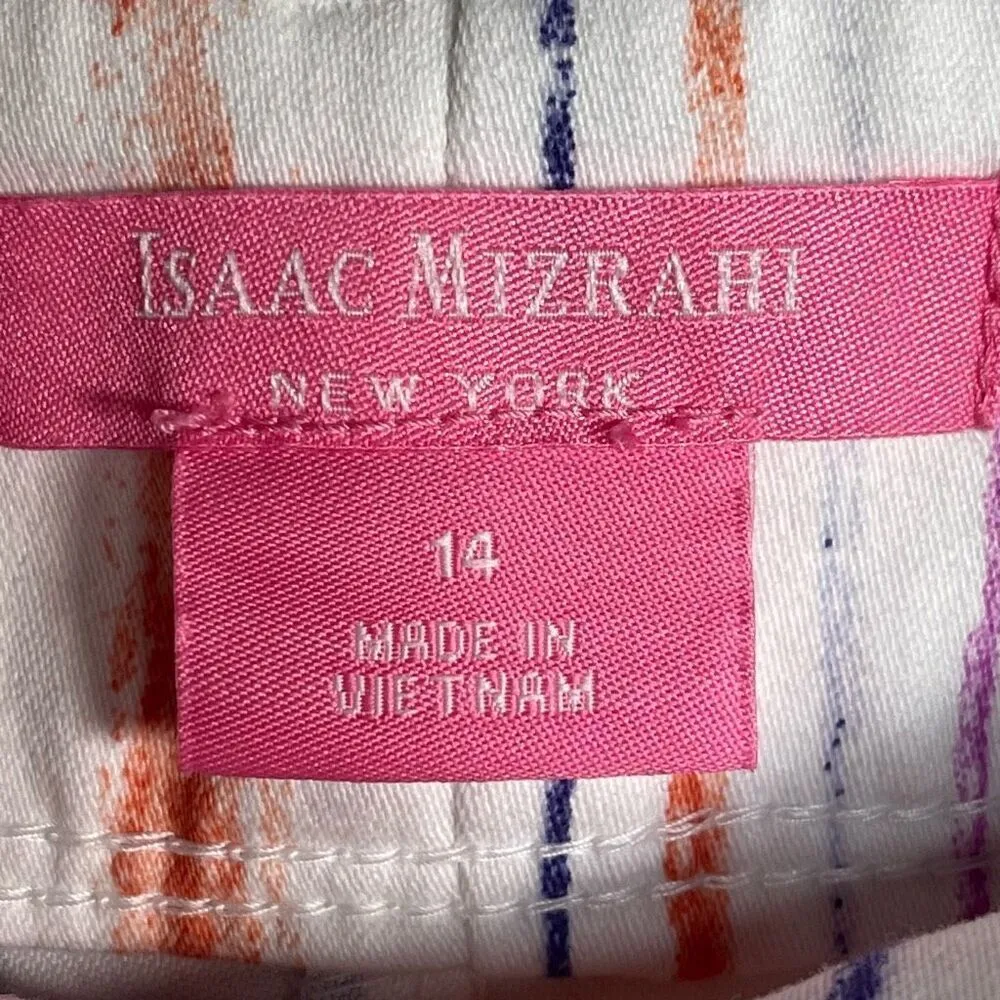 ISAAC MIZRAHI
NEW YORK
14
MADE IN
VIETNAM